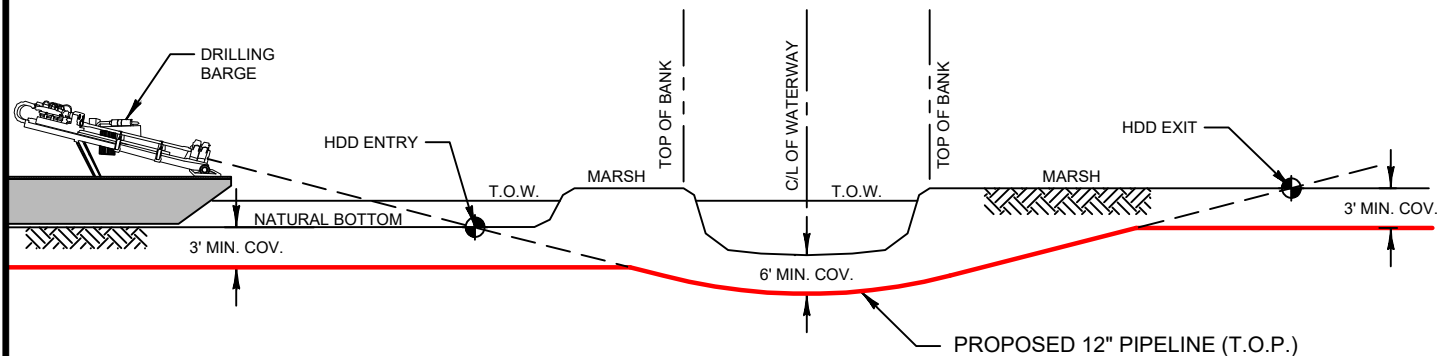 DRILLING
BARGE
HDD ENTRY
TOP OF BANK
C/L OF WATERWAY
TOP OF BANK
HDD EXIT
T.O.W.
MARSH
T.O.W.
MARSH
NATURAL BOTTOM
3' MIN. COV.
3' MIN. COV.
6' MIN. COV.
PROPOSED 12" PIPELINE (T.O.P.)